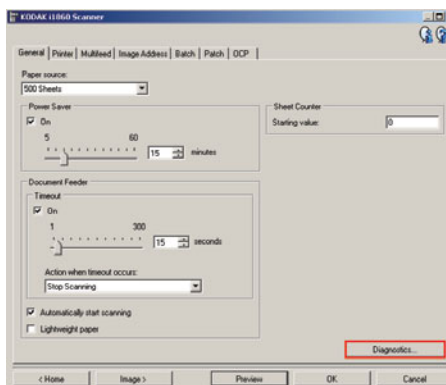 KODAK i1860 Scanner
General Printer Multifeed Image Address Batch Patch OCP
Paper source:
500 Sheets
Power Saver
On
5 60
15 minutes
Sheet Counter
Starting value: 0
Document Feeder
Timeout
On
1 300
15 seconds
Action when timeout occurs:
Stop Scanning
Automatically start scanning
Lightweight paper
Diagnostics...
< Home Image > Preview OK Cancel